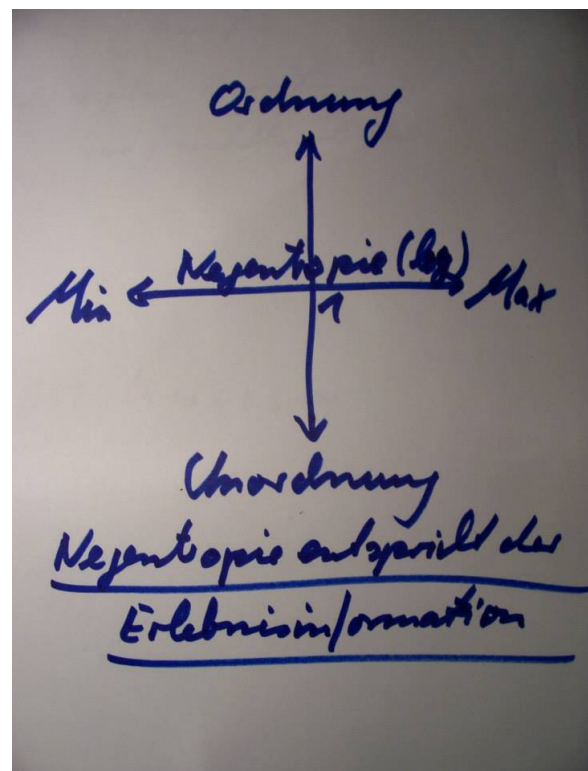 Ordnung
Negentropie (log)
Min Max
1
Unordnung
Negentropie entspricht der
Erlebnisinformation